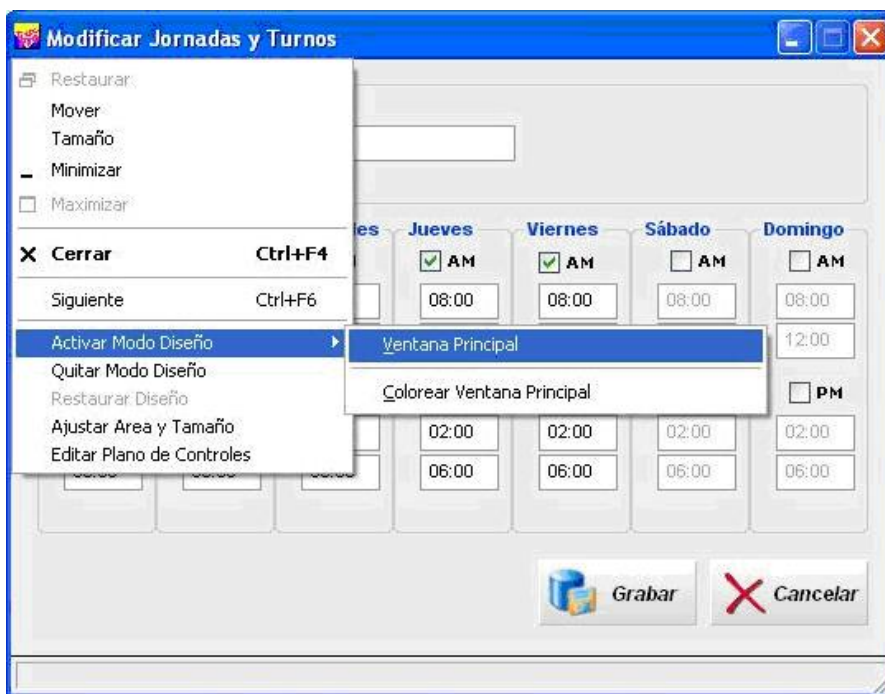 Modificar Jornadas y Turnos
Restaurar
Mover
Tamaño
Minimizar
Maximizar
Cerrar Ctrl+F4
Siguiente Ctrl+F6
Activar Modo Diseño
Quitar Modo Diseño
Restaurar Diseño
Ajustar Area y Tamaño
Editar Plano de Controles
Ventana Principal
Colorear Ventana Principal
les Jueves Viernes Sábado Domingo
AM AM AM AM
08:00 08:00 08:00 08:00
12:00
PM
02:00 02:00 02:00 02:00
06:00 06:00 06:00 06:00
Grabar Cancelar